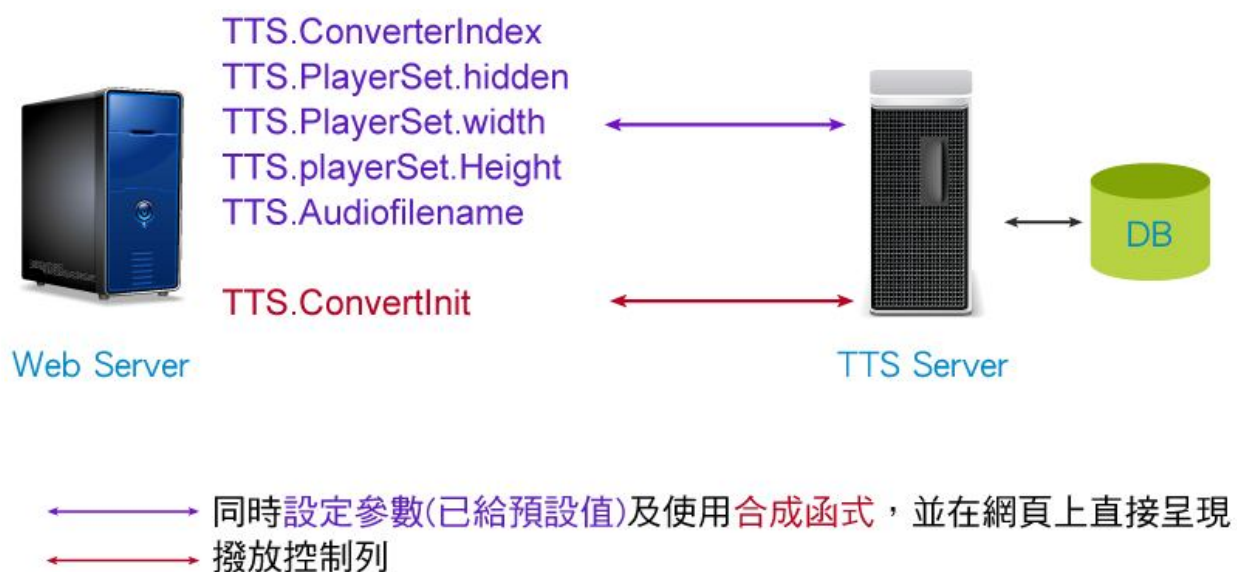 TTS.ConverterIndex
TTS.PlayerSet.hidden
TTS.PlayerSet.width
TTS.playerSet.Height
TTS.Audiofilename
TTS.ConvertInit
Web Server
TTS Server
DB
同時設定參數(已給預設值)及使用合成函式，並在網頁上直接呈現
撥放控制列